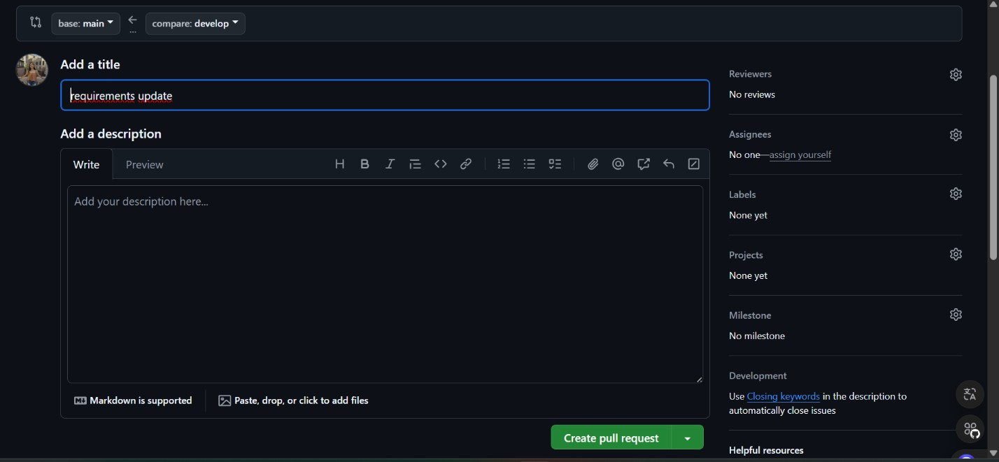 base: main
...
compare: develop
Add a title
requirements update
Add a description
Write
Preview
Add your description here...
Markdown is supported
Paste, drop, or click to add files
Create pull request
Reviewers
No reviews
Assignees
No one—assign yourself
Labels
None yet
Projects
None yet
Milestone
No milestone
Development
Use Closing keywords in the description to
automatically close issues
Helpful resources